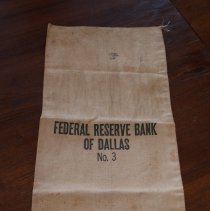 FEDERAL RESERVE BANK
OF DALLAS
No. 3